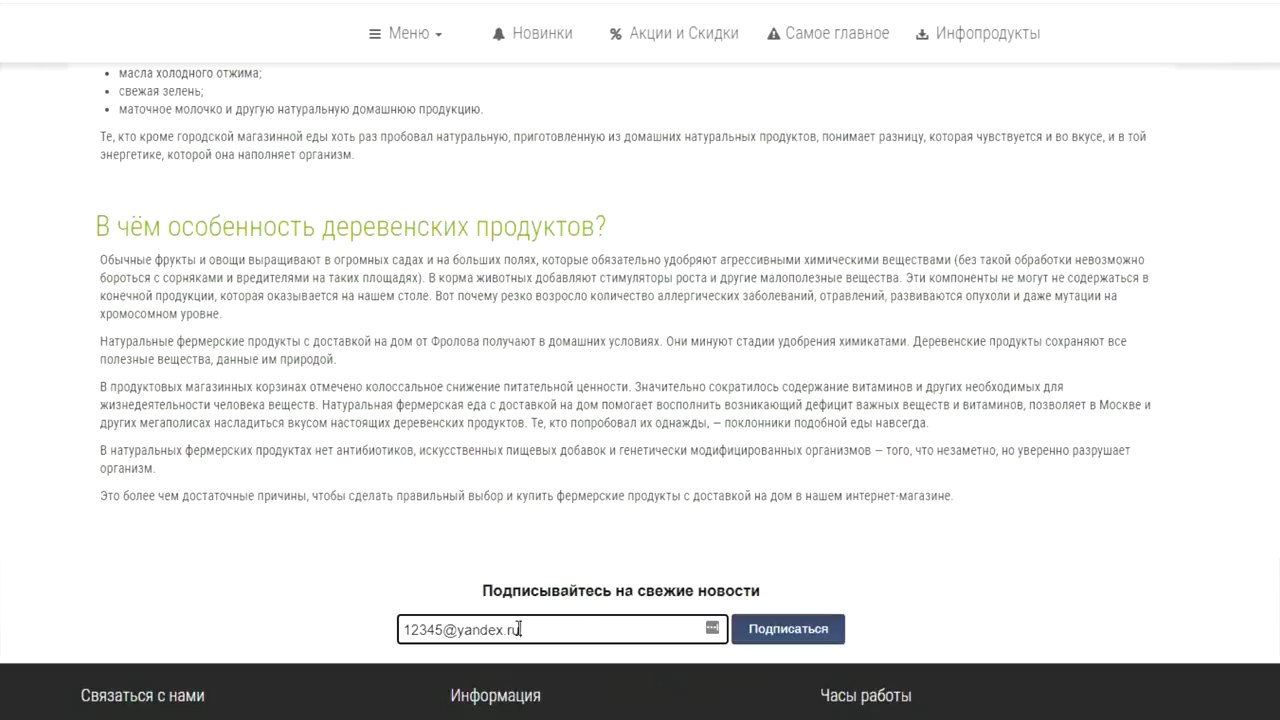 Меню
Новинки
Акции и Скидки
Самое главное
Инфопродукты
масла холодного отжима;
свежая зелень;
маточное молочко и другую натуральную домашнюю продукцию.
Те, кто кроме городской магазинной еды хоть раз пробовал натуральную, приготовленную из домашних натуральных продуктов, понимает разницу, которая чувствуется и во вкусе, и в той
энергетике, которой она наполняет организм.
В чём особенность деревенских продуктов?
Обычные фрукты и овощи выращивают в огромных садах и на больших полях, которые обязательно удобряют агрессивными химическими веществами (без такой обработки невозможно
бороться с сорняками и вредителями на таких площадях). В корма животных добавляют стимуляторы роста и другие малополезные вещества. Эти компоненты не могут не содержаться в
конечной продукции, которая оказывается на нашем столе. Вот почему резко возросло количество аллергических заболеваний, отравлений, развиваются опухоли и даже мутации на
хромосомном уровне.
Натуральные фермерские продукты с доставкой на дом от Фролова получают в домашних условиях. Они минуют стадии удобрения химикатами. Деревенские продукты сохраняют все
полезные вещества, данные им природой.
В продуктовых магазинных корзинах отмечено колоссальное снижение питательной ценности. Значительно сократилось содержание витаминов и других необходимых для
жизнедеятельности человека веществ. Натуральная фермерская еда с доставкой на дом помогает восполнить возникающий дефицит важных веществ и витаминов, позволяет в Москве и
других мегаполисах насладиться вкусом настоящих деревенских продуктов. Те, кто попробовал их однажды, — поклонники подобной еды навсегда.
В натуральных фермерских продуктах нет антибиотиков, искусственных пищевых добавок и генетически модифицированных организмов — того, что незаметно, но уверенно разрушает
организм.
Это более чем достаточные причины, чтобы сделать правильный выбор и купить фермерские продукты с доставкой на дом в нашем интернет-магазине.
Подписывайтесь на свежие новости
12345@yandex.ru
Подписаться
Связаться с нами
Информация
Часы работы